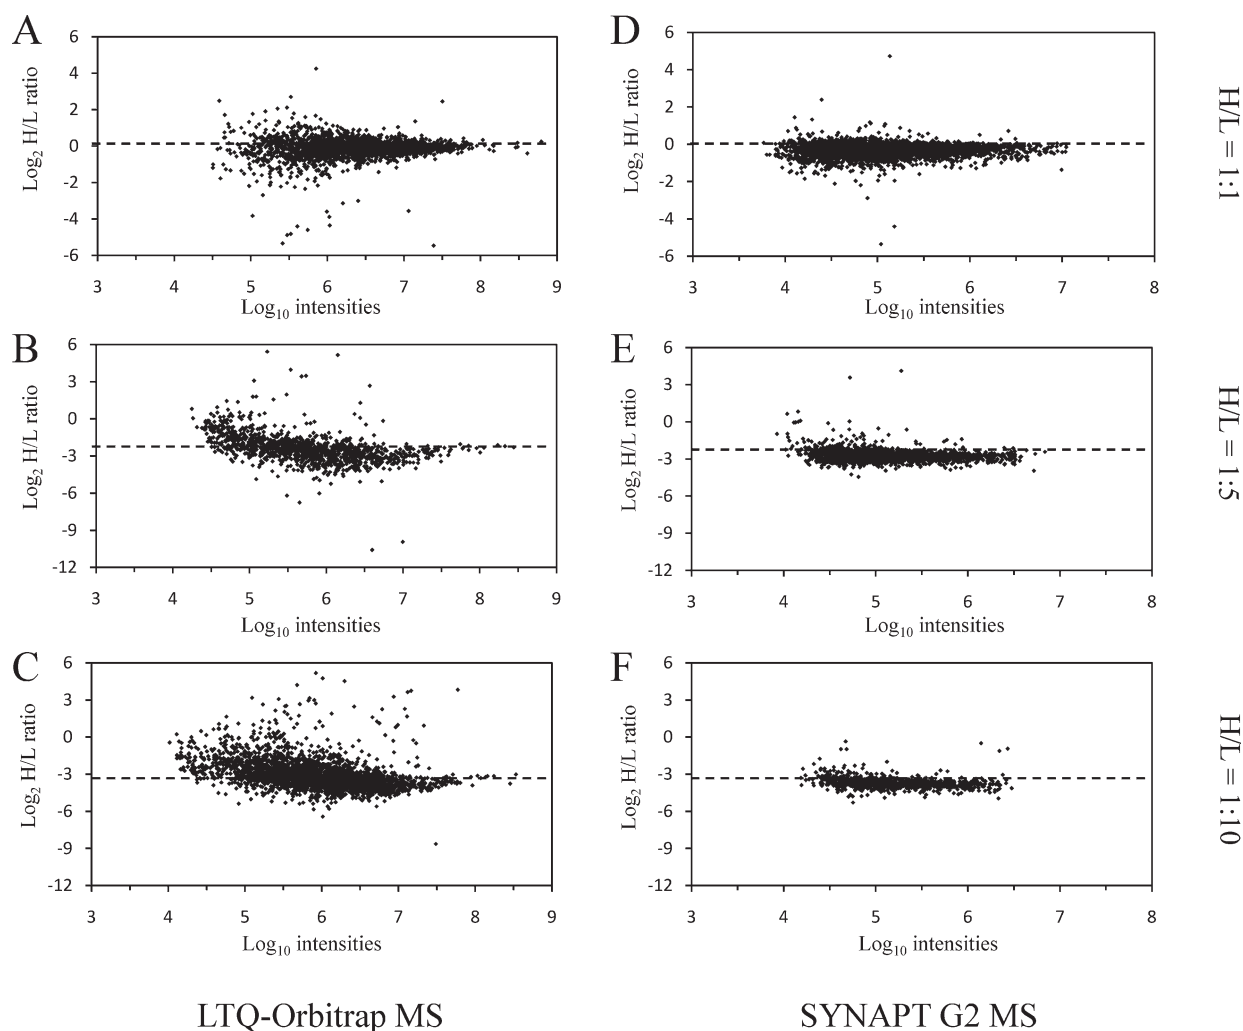 A
6
4
2
0
-2
-4
-6
Log2 H/L ratio
3 4 5 6 7 8 9
Log10 intensities
D
6
4
2
0
-2
-4
-6
Log2 H/L ratio
3 4 5 6 7 8
Log10 intensities
H/L = 1:1
B
6
3
0
-3
-6
-9
-12
Log2 H/L ratio
3 4 5 6 7 8 9
Log10 intensities
E
6
3
0
-3
-6
-9
-12
Log2 H/L ratio
3 4 5 6 7 8
Log10 intensities
H/L = 1:5
C
6
3
0
-3
-6
-9
-12
Log2 H/L ratio
3 4 5 6 7 8 9
Log10 intensities
F
6
3
0
-3
-6
-9
-12
Log2 H/L ratio
3 4 5 6 7 8
Log10 intensities
H/L = 1:10
LTQ-Orbitrap MS
SYNAPT G2 MS